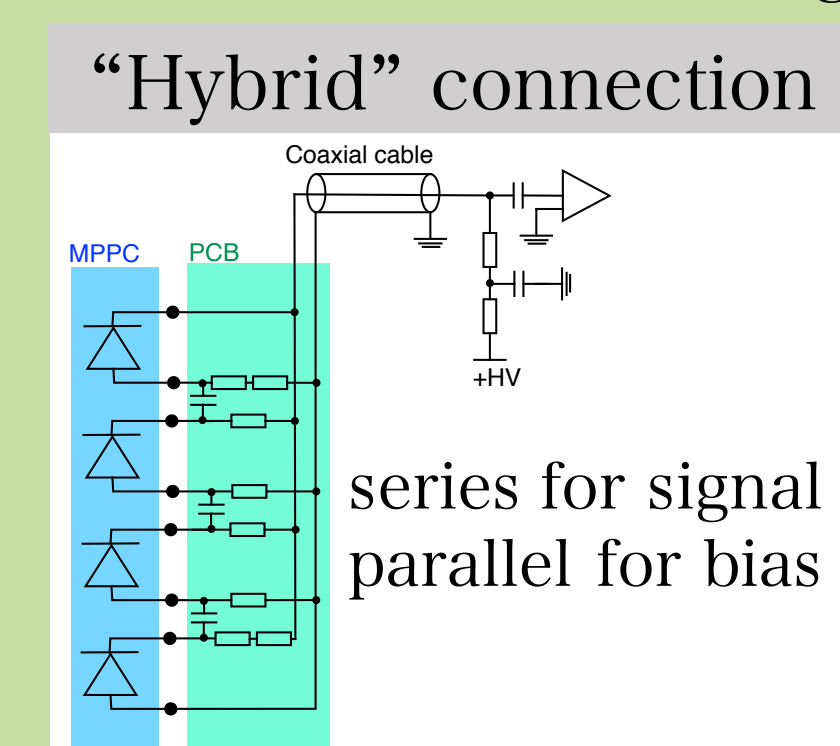 “Hybrid” connection
Coaxial cable
MPPC
PCB
+HV
series for signal
parallel for bias